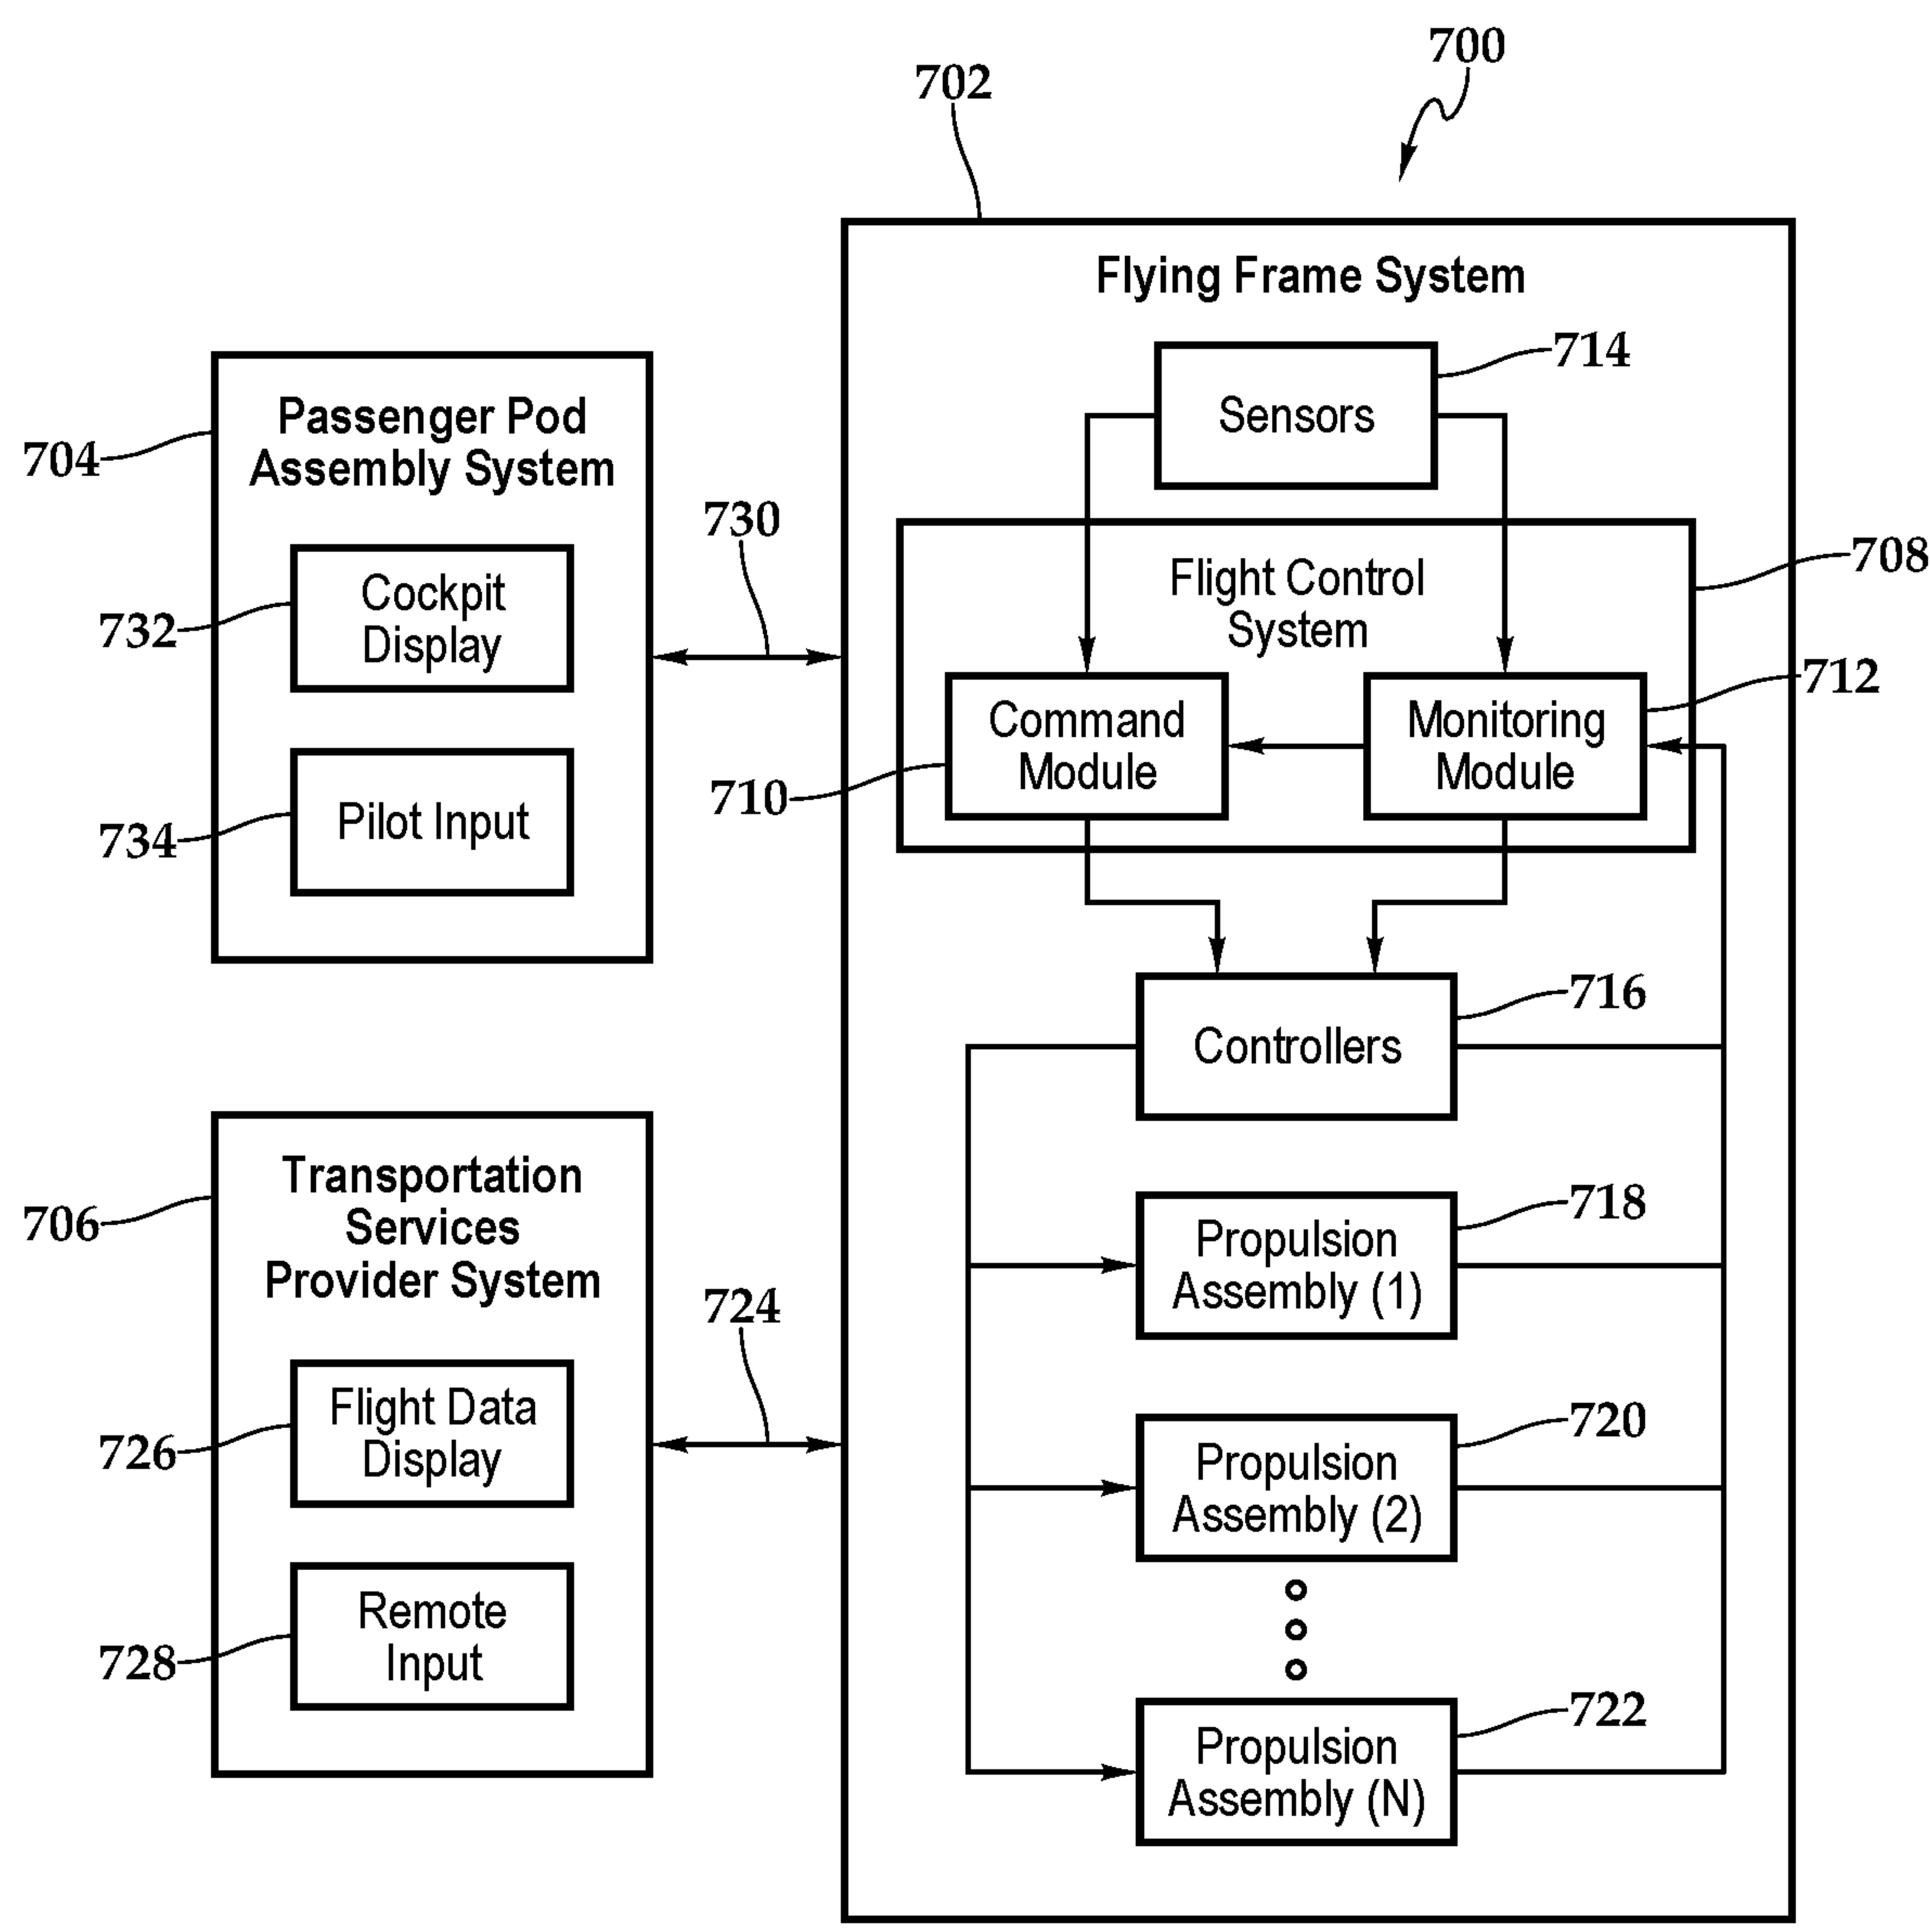 700
702
Flying Frame System
714
Sensors
Passenger Pod
Assembly System
704
730
Cockpit
Display
732
Flight Control
System
708
712
Command
Module
Monitoring
Module
710
Pilot Input
734
716
Controllers
Transportation
Services
Provider System
706
718
Propulsion
Assembly (1)
724
Flight Data
Display
726
720
Propulsion
Assembly (2)
Remote
Input
728
722
Propulsion
Assembly (N)